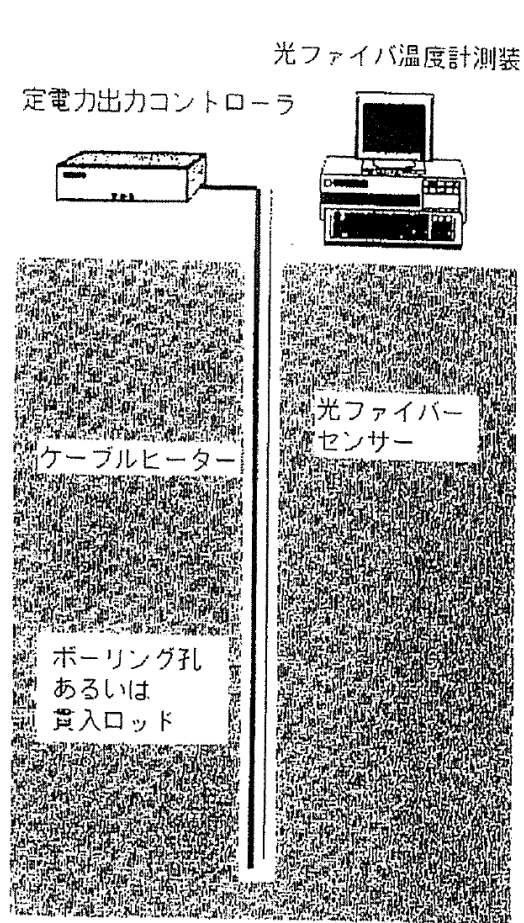 光ファイバ温度計測装
定電力出力コントローラ
光ファイバー
センサー
ケーブルヒーター
ボーリング孔
あるいは
貫入ロッド